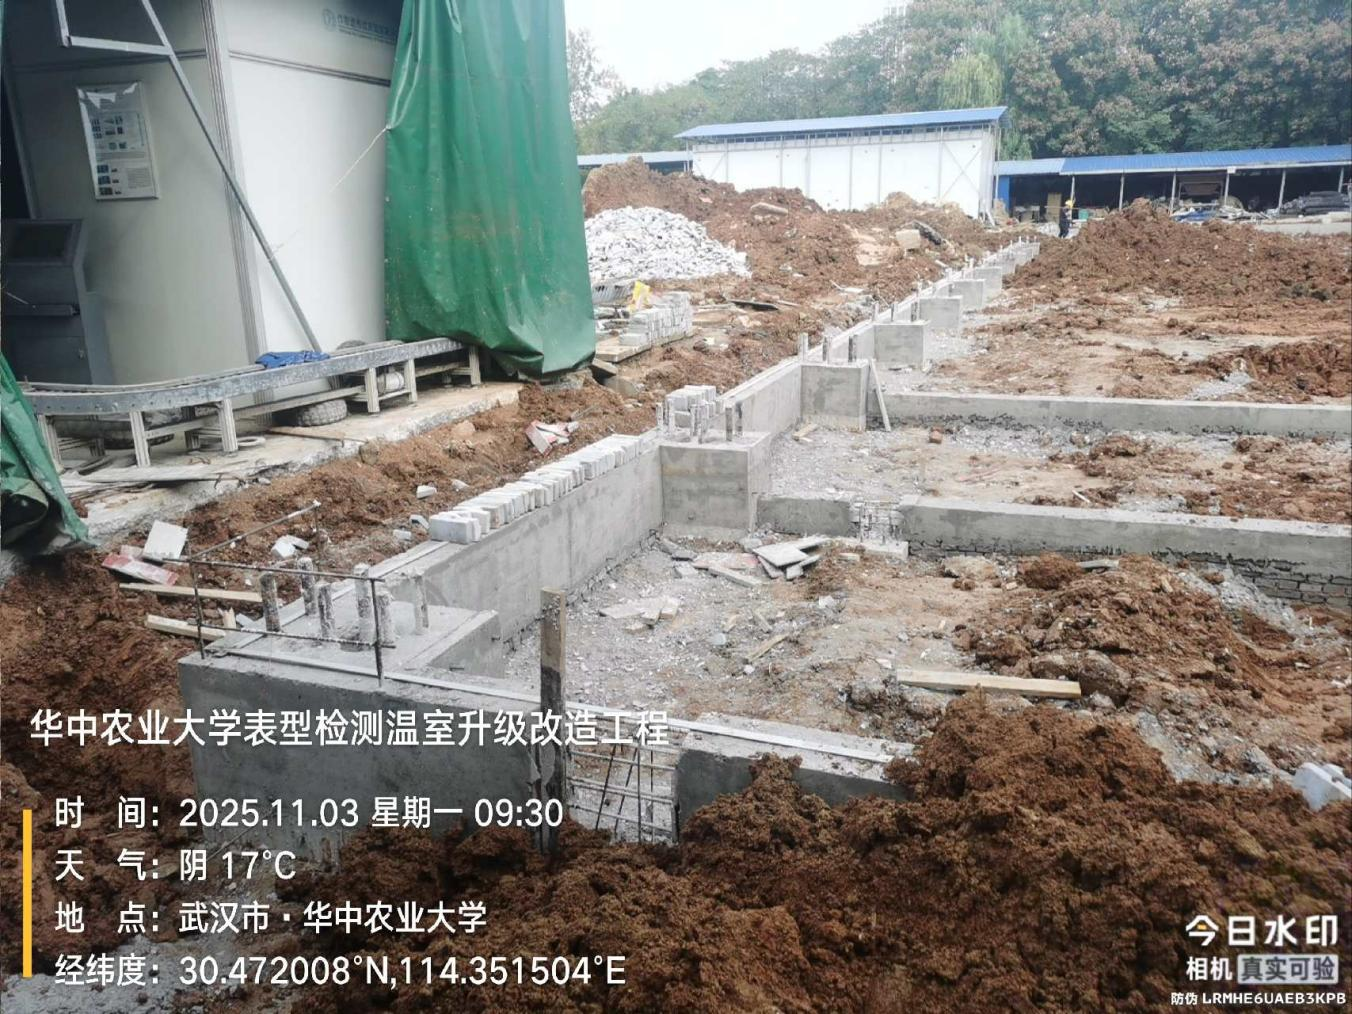 华中农业大学表型检测温室升级改造工程
时 间：2025.11.03 星期一 09:30
天 气：阴 17℃
地 点：武汉市·华中农业大学
经纬度：30.472008°N,114.351504°E
今日水印
相机 真实可验
防伪 LRMHE6UAEB3KPB